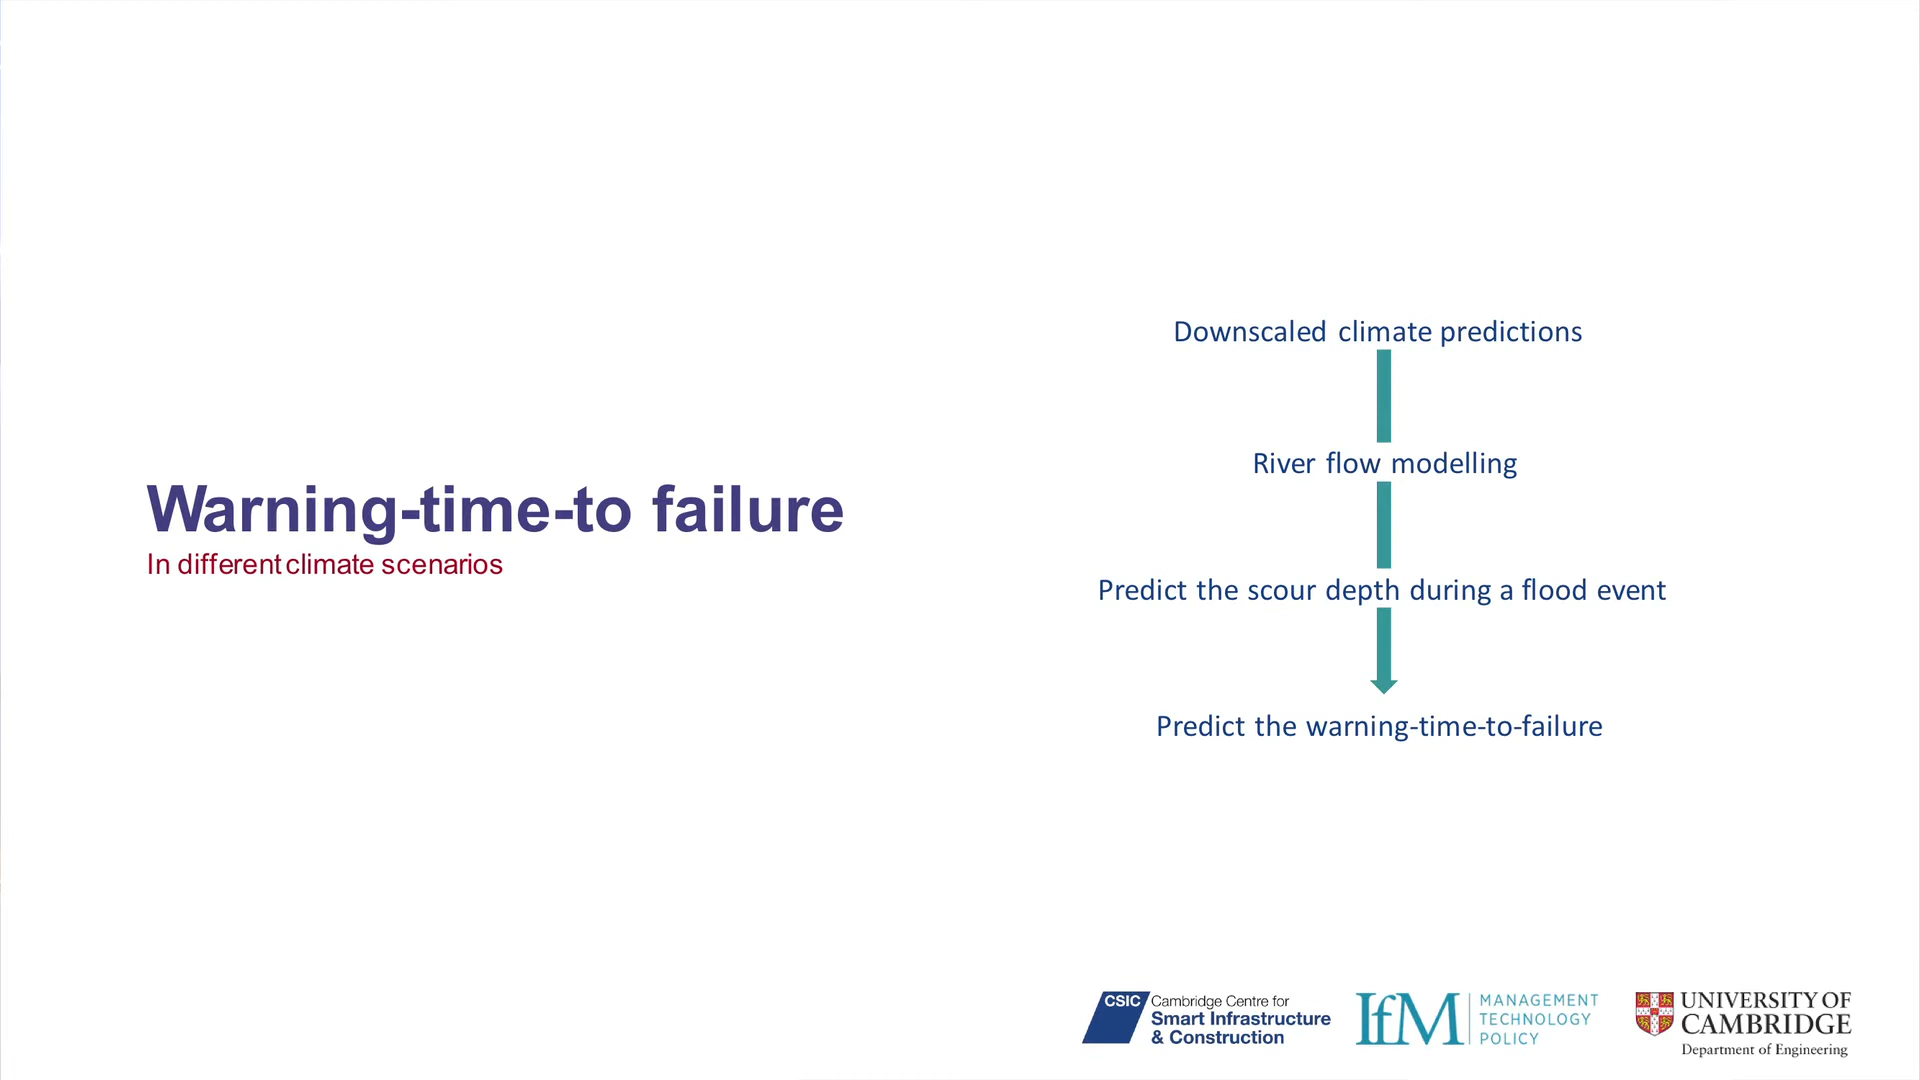 Warning-time-to failure
In different climate scenarios
Downscaled climate predictions
River flow modelling
Predict the scour depth during a flood event
Predict the warning-time-to-failure
CSIC
Cambridge Centre for
Smart Infrastructure
& Construction
IfM
MANAGEMENT
TECHNOLOGY
POLICY
UNIVERSITY OF
CAMBRIDGE
Department of Engineering